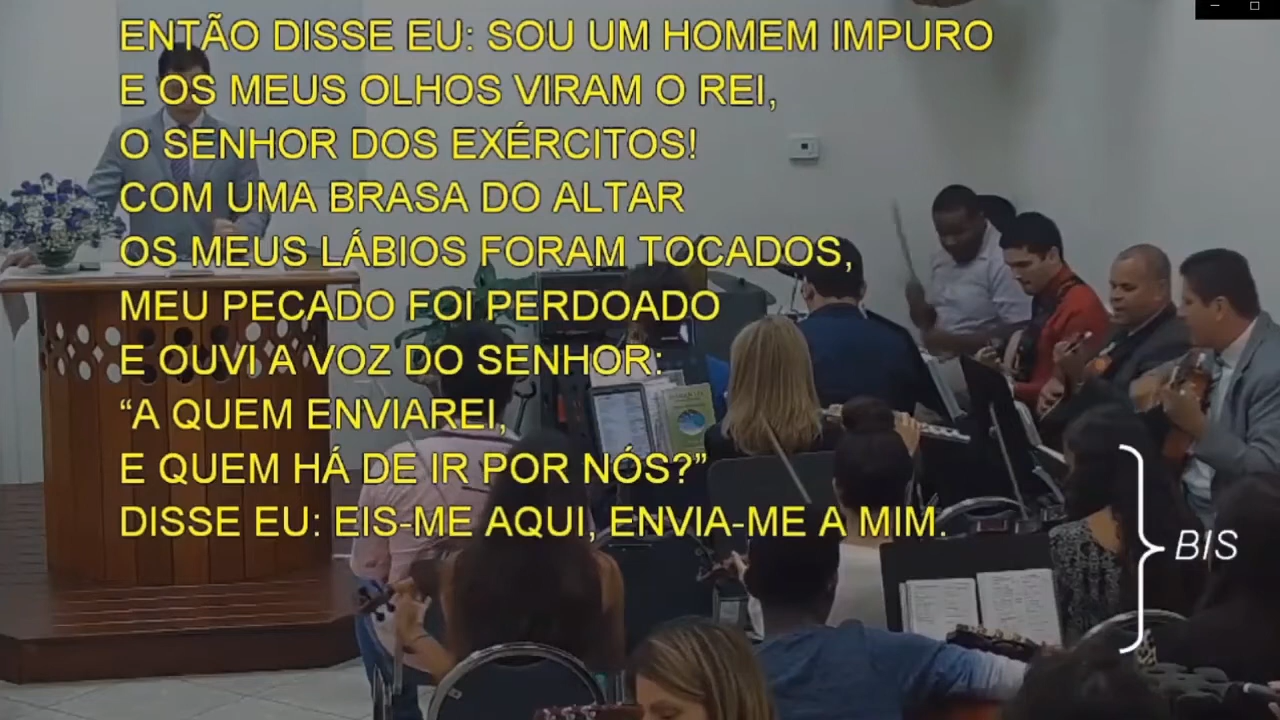 ENTÃO DISSE EU: SOU UM HOMEM IMPURO
E OS MEUS OLHOS VIRAM O REI,
O SENHOR DOS EXÉRCITOS!
COM UMA BRASA DO ALTAR
OS MEUS LÁBIOS FORAM TOCADOS,
MEU PECADO FOI PERDOADO
E OUVI A VOZ DO SENHOR:
“A QUEM ENVIAREI,
E QUEM HÁ DE IR POR NÓS?”
DISSE EU: EIS-ME AQUI, ENVIA-ME A MIM.
BIS